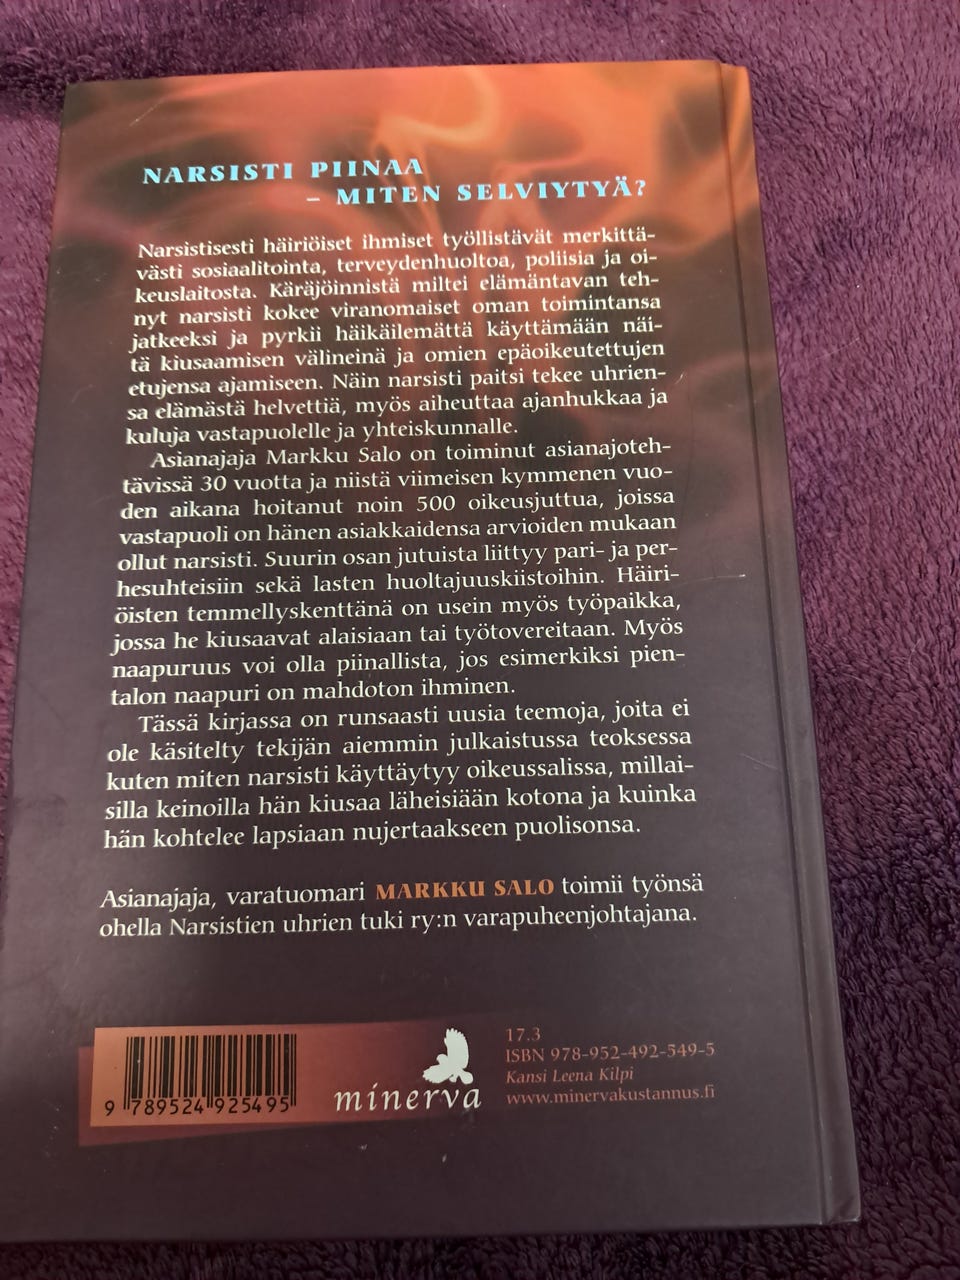 NARSISTI PIINAA
– MITEN SELVIYTYÄ?
Narsistisesti häiriöiset ihmiset työllistävät merkittä-
västi sosiaalitointa, terveydenhuoltoa, poliisia ja oi-
keuslaitosta. Käräjöinnistä miltei elämäntavan teh-
nyt narsisti kokee viranomaiset oman toimintansa
jatkeeksi ja pyrkii häikäilemättä käyttämään näi-
tä kiusaamisen välineinä ja omien epäoikeutettujen
etujensa ajamiseen. Näin narsisti paitsi tekee uhrien-
sa elämästä helvettiä, myös aiheuttaa ajanhukkaa ja
kuluja vastapuolelle ja yhteiskunnalle.
Asianajaja Markku Salo on toiminut asianajoteh-
tävissä 30 vuotta ja niistä viimeisen kymmenen vuo-
den aikana hoitanut noin 500 oikeusjuttua, joissa
vastapuoli on hänen asiakkaidensa arvioiden mukaan
ollut narsisti. Suurin osan jutuista liittyy pari- ja per-
hesuhteisiin sekä lasten huoltajuuskiistoihin. Häiri-
öisten temmellyskenttänä on usein myös työpaikka,
jossa he kiusaavat alaisiaan tai työtovereitaan. Myös
naapuruus voi olla piinallista, jos esimerkiksi pien-
talon naapuri on mahdoton ihminen.
Tässä kirjassa on runsaasti uusia teemoja, joita ei
ole käsitelty tekijän aiemmin julkaistussa teoksessa
kuten miten narsisti käyttäytyy oikeussalissa, millai-
silla keinoilla hän kiusaa läheisiään kotona ja kuinka
hän kohtelee lapsiaan nujertaakseen puolisonsa.
Asianajaja, varatuomari MARKKU SALO toimii työnsä
ohella Narsistien uhrien tuki ry:n varapuheenjohtajana.
17.3
ISBN 978-952-492-549-5
Kansi Leena Kilpi
www.minervakustannus.fi
minerva
9 789524 925495